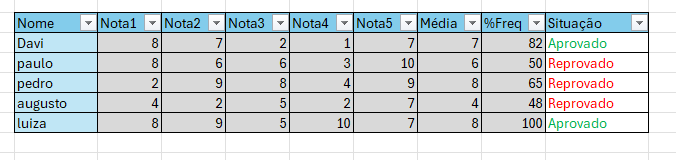 Nome Nota1 Nota2 Nota3 Nota4 Nota5 Média %Freq Situação
Davi 8 7 2 1 7 7 82 Aprovado
paulo 8 6 6 3 10 6 50 Reprovado
pedro 2 9 8 4 9 8 65 Reprovado
augusto 4 2 5 2 7 4 48 Reprovado
luiza 8 9 5 10 7 8 100 Aprovado